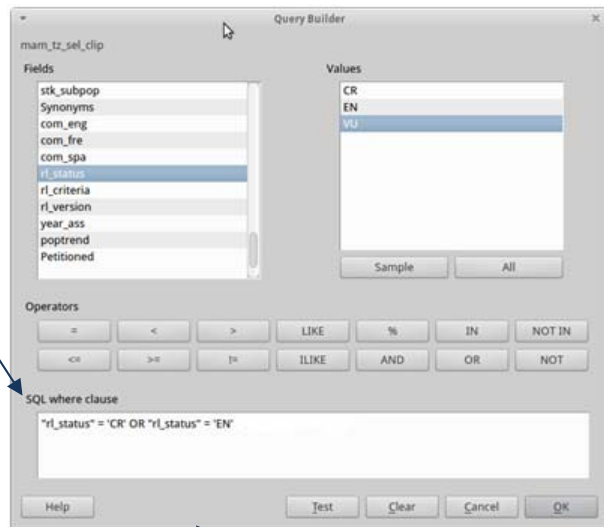 Query Builder
mam_tz_sel_clip
Fields
Values
stk_subpop
Synonyms
com_eng
com_fre
com_spa
rl_status
rl_criteria
rl_version
year_ass
poptrend
Petitioned
CR
EN
VU
Sample
All
Operators
= < > LIKE % IN NOT IN
<= >= != ILIKE AND OR NOT
SQL where clause
"rl_status" = 'CR' OR "rl_status" = 'EN'
Help Test Clear Cancel OK